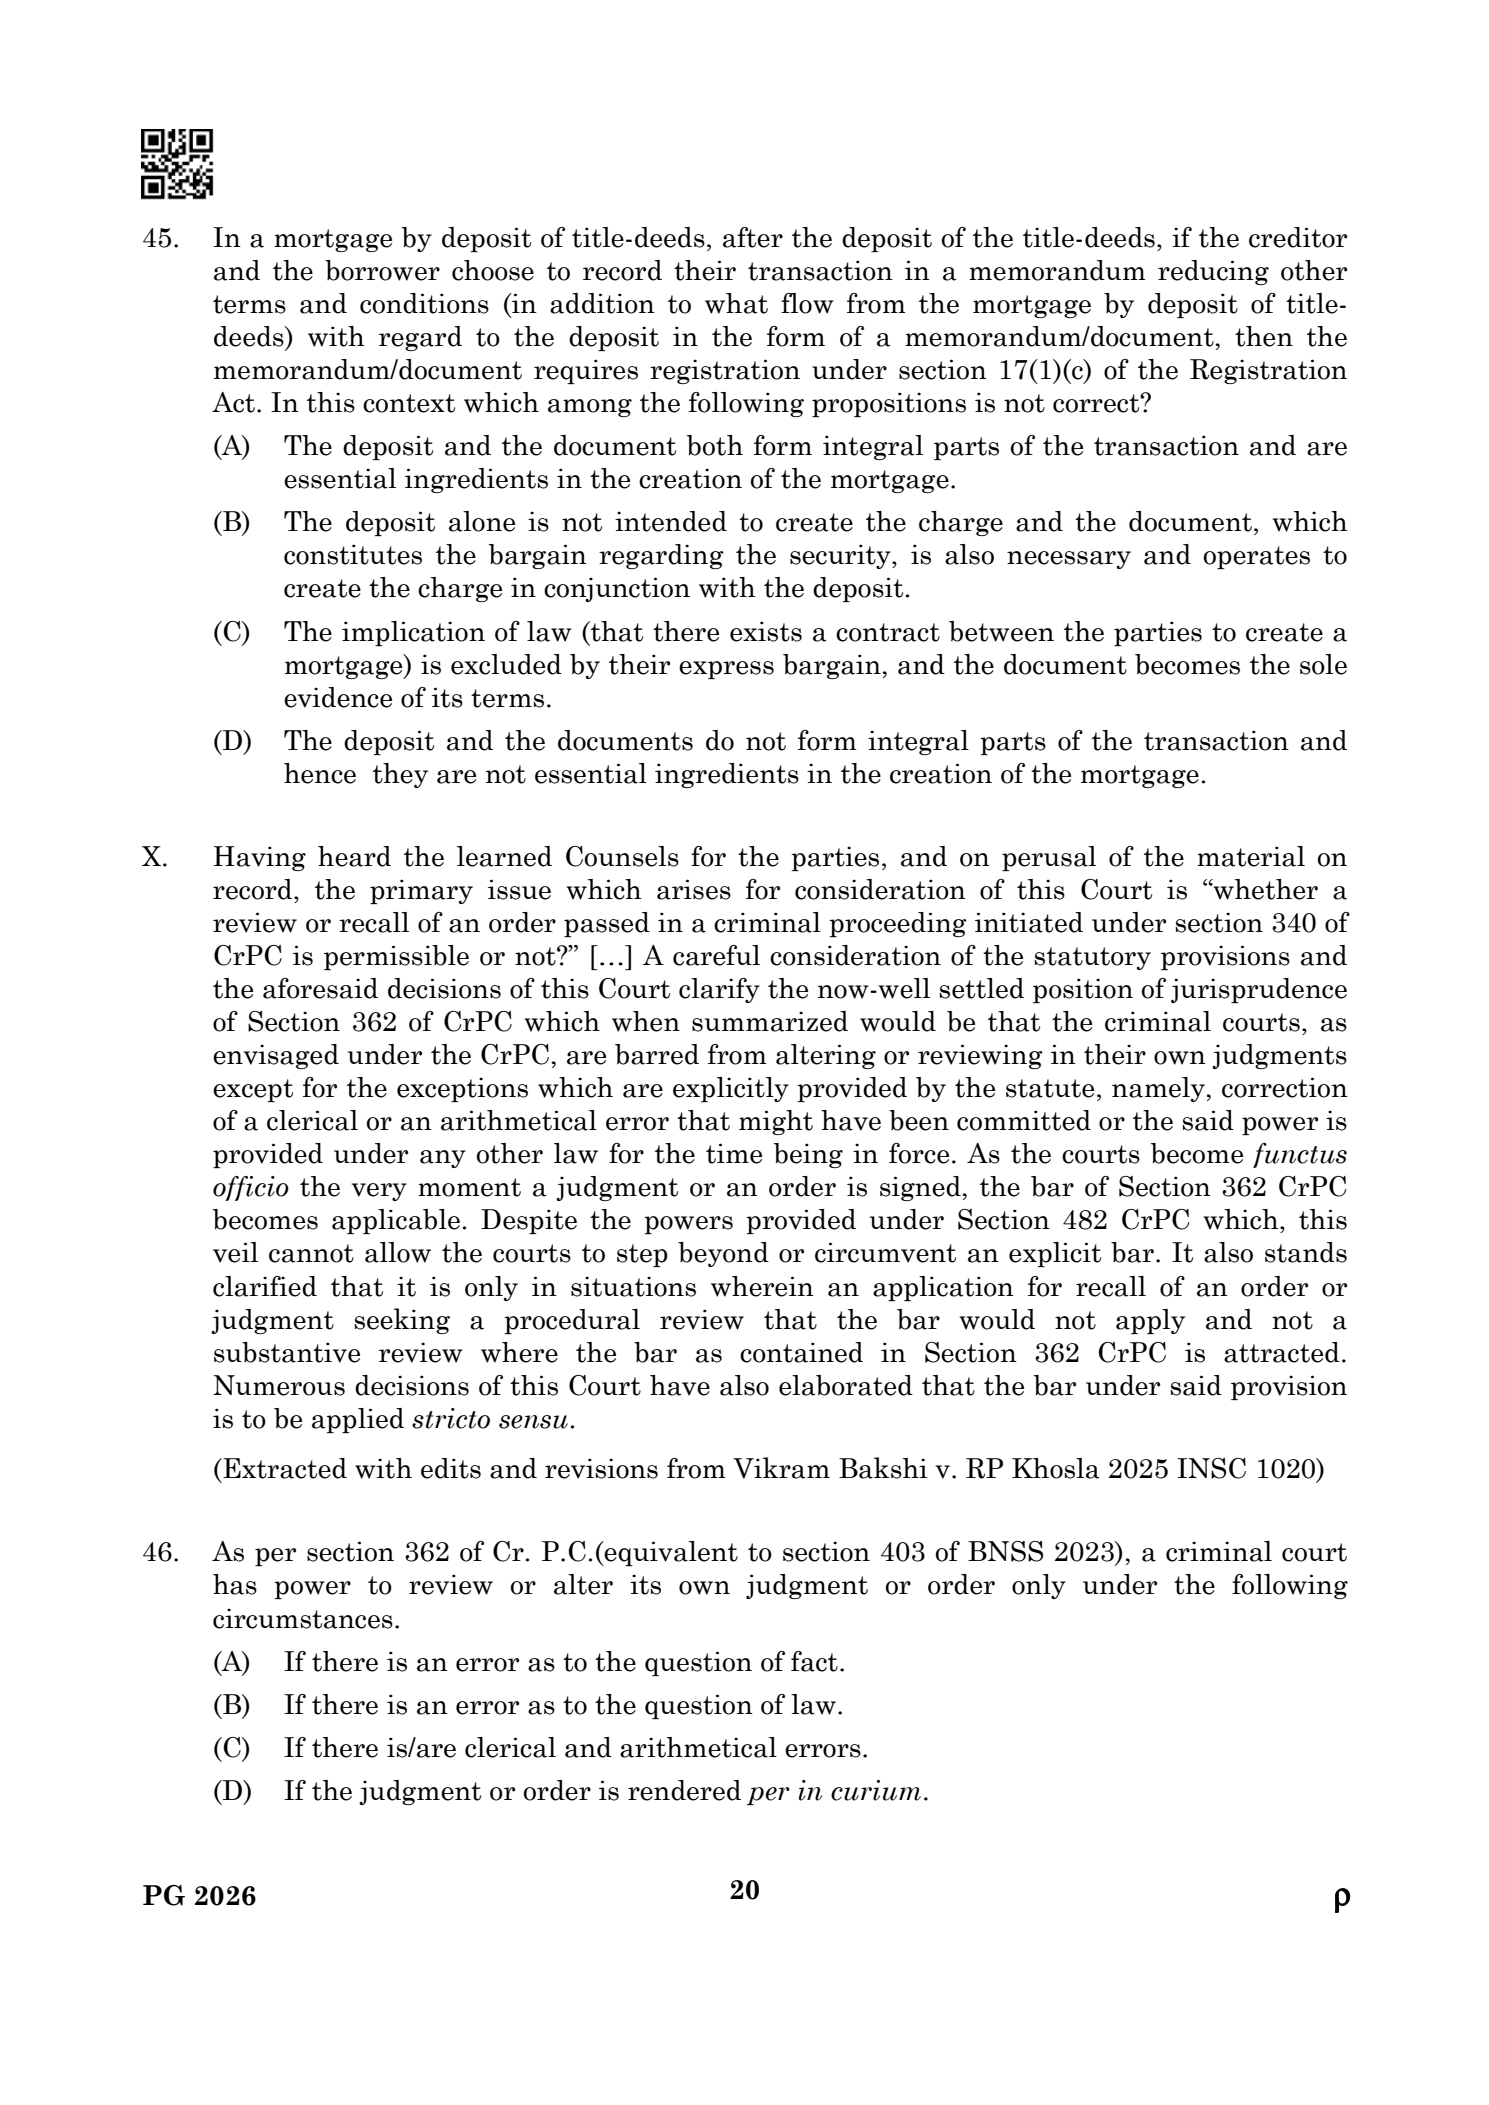 45. In a mortgage by deposit of title-deeds, after the deposit of the title-deeds, if the creditor
and the borrower choose to record their transaction in a memorandum reducing other
terms and conditions (in addition to what flow from the mortgage by deposit of title-
deeds) with regard to the deposit in the form of a memorandum/document, then the
memorandum/document requires registration under section 17(1)(c) of the Registration
Act. In this context which among the following propositions is not correct?
(A) The deposit and the document both form integral parts of the transaction and are
essential ingredients in the creation of the mortgage.
(B) The deposit alone is not intended to create the charge and the document, which
constitutes the bargain regarding the security, is also necessary and operates to
create the charge in conjunction with the deposit.
(C) The implication of law (that there exists a contract between the parties to create a
mortgage) is excluded by their express bargain, and the document becomes the sole
evidence of its terms.
(D) The deposit and the documents do not form integral parts of the transaction and
hence they are not essential ingredients in the creation of the mortgage.
X. Having heard the learned Counsels for the parties, and on perusal of the material on
record, the primary issue which arises for consideration of this Court is “whether a
review or recall of an order passed in a criminal proceeding initiated under section 340 of
CrPC is permissible or not?” [...] A careful consideration of the statutory provisions and
the aforesaid decisions of this Court clarify the now-well settled position of jurisprudence
of Section 362 of CrPC which when summarized would be that the criminal courts, as
envisaged under the CrPC, are barred from altering or reviewing in their own judgments
except for the exceptions which are explicitly provided by the statute, namely, correction
of a clerical or an arithmetical error that might have been committed or the said power is
provided under any other law for the time being in force. As the courts become functus
officio the very moment a judgment or an order is signed, the bar of Section 362 CrPC
becomes applicable. Despite the powers provided under Section 482 CrPC which, this
veil cannot allow the courts to step beyond or circumvent an explicit bar. It also stands
clarified that it is only in situations wherein an application for recall of an order or
judgment seeking a procedural review that the bar would not apply and not a
substantive review where the bar as contained in Section 362 CrPC is attracted.
Numerous decisions of this Court have also elaborated that the bar under said provision
is to be applied stricto sensu.
(Extracted with edits and revisions from Vikram Bakshi v. RP Khosla 2025 INSC 1020)
46. As per section 362 of Cr. P.C.(equivalent to section 403 of BNSS 2023), a criminal court
has power to review or alter its own judgment or order only under the following
circumstances.
(A) If there is an error as to the question of fact.
(B) If there is an error as to the question of law.
(C) If there is/are clerical and arithmetical errors.
(D) If the judgment or order is rendered per in curium.
PG 2026 20 ρ